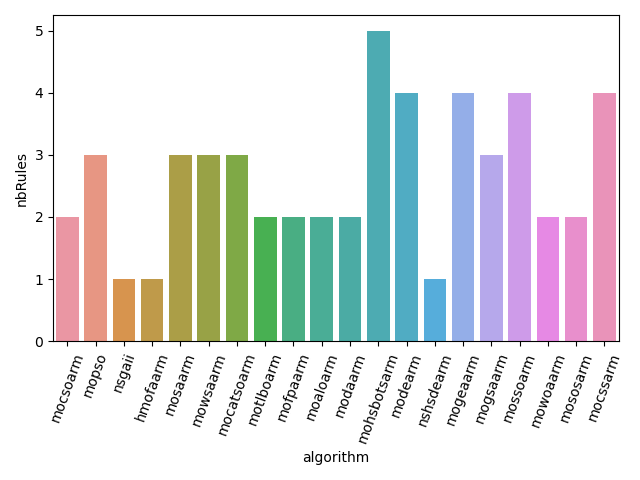 nbRules
5
4
3
2
1
0
mocsoarm
mopso
nsgaii
hmofaarm
mosaarm
mowsaarm
mocatsoarm
motlboarm
mofpaarm
moaloarm
modaarm
mohsbotsarm
modearm
nshsdearm
mogeaarm
mogsaarm
mossoarm
mowoaarm
mososarm
mocssarm
algorithm